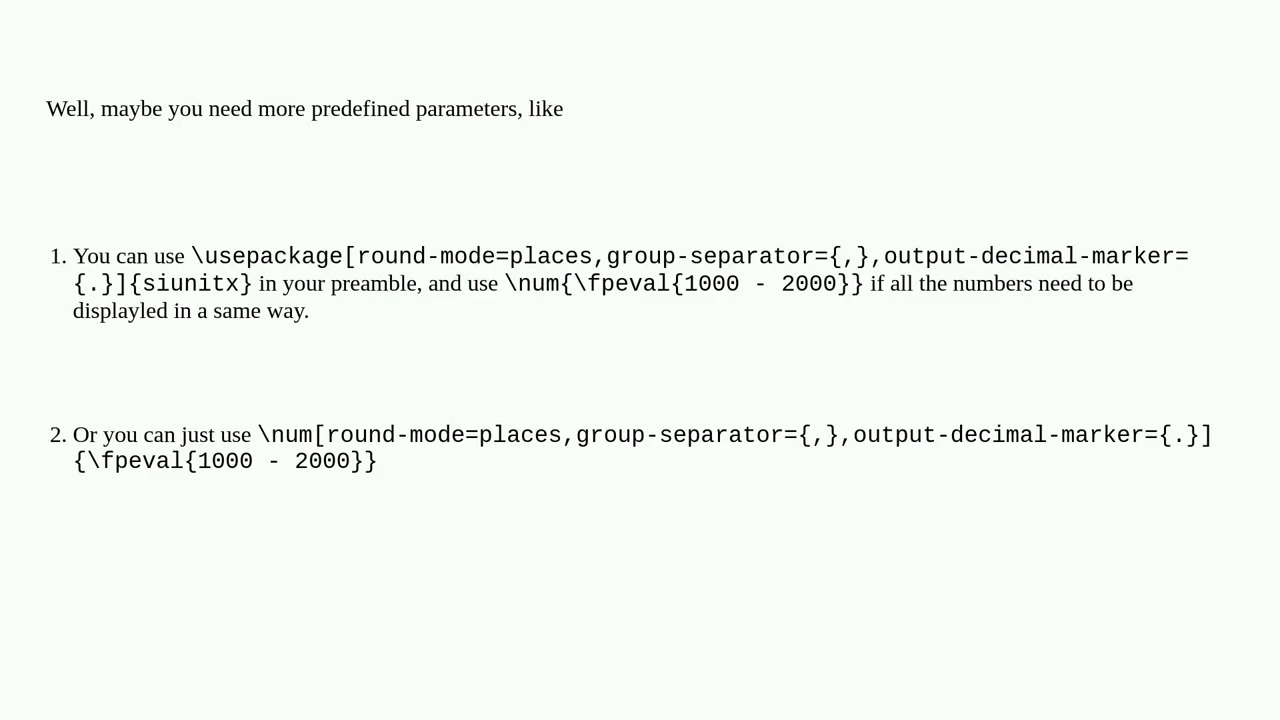 Well, maybe you need more predefined parameters, like
1. You can use \usepackage[round-mode=places,group-separator={,},output-decimal-marker=
{.}]{siunitx} in your preamble, and use \num{\fpeval{1000 - 2000}} if all the numbers need to be
displayled in a same way.
2. Or you can just use \num[round-mode=places,group-separator={,},output-decimal-marker={.}]
{\fpeval{1000 - 2000}}